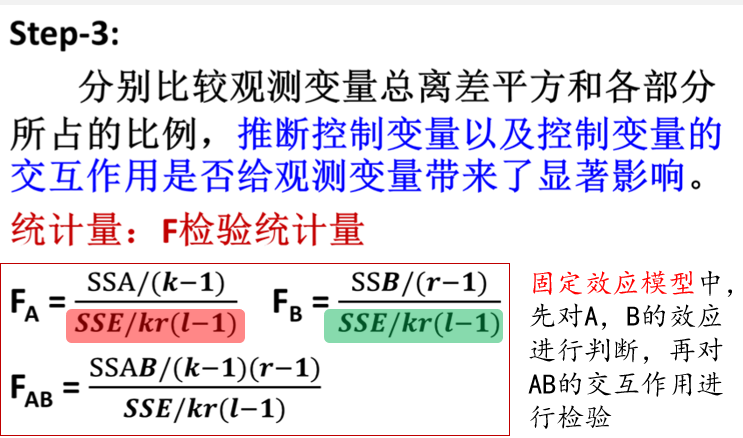 Step-3:
分别比较观测变量总离差平方和各部分
所占的比例，推断控制变量以及控制变量的
交互作用是否给观测变量带来了显著影响。
统计量：F检验统计量
F_A = SSA/(k−1) / SSE/kr(l−1)
F_B = SSB/(r−1) / SSE/kr(l−1)
F_AB = SSAB/(k−1)(r−1) / SSE/kr(l−1)
固定效应模型中，
先对A，B的效应
进行判断，再对
AB的交互作用进
行检验